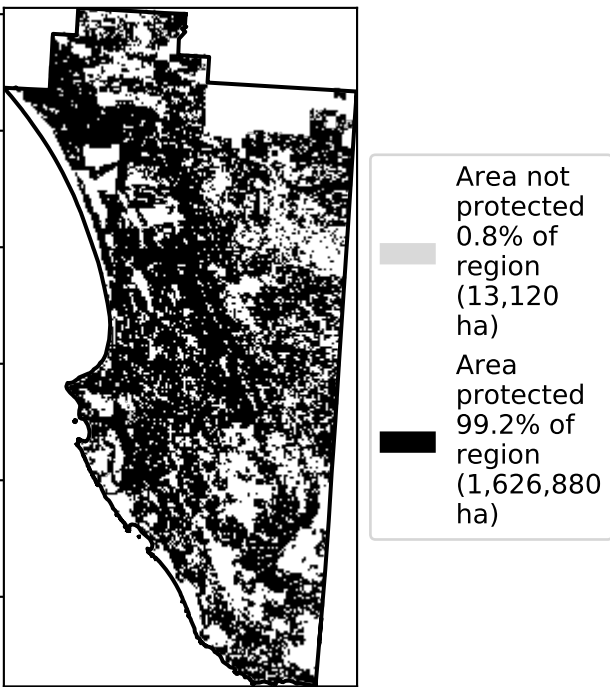 Area not
protected
0.8% of
region
(13,120
ha)
Area
protected
99.2% of
region
(1,626,880
ha)